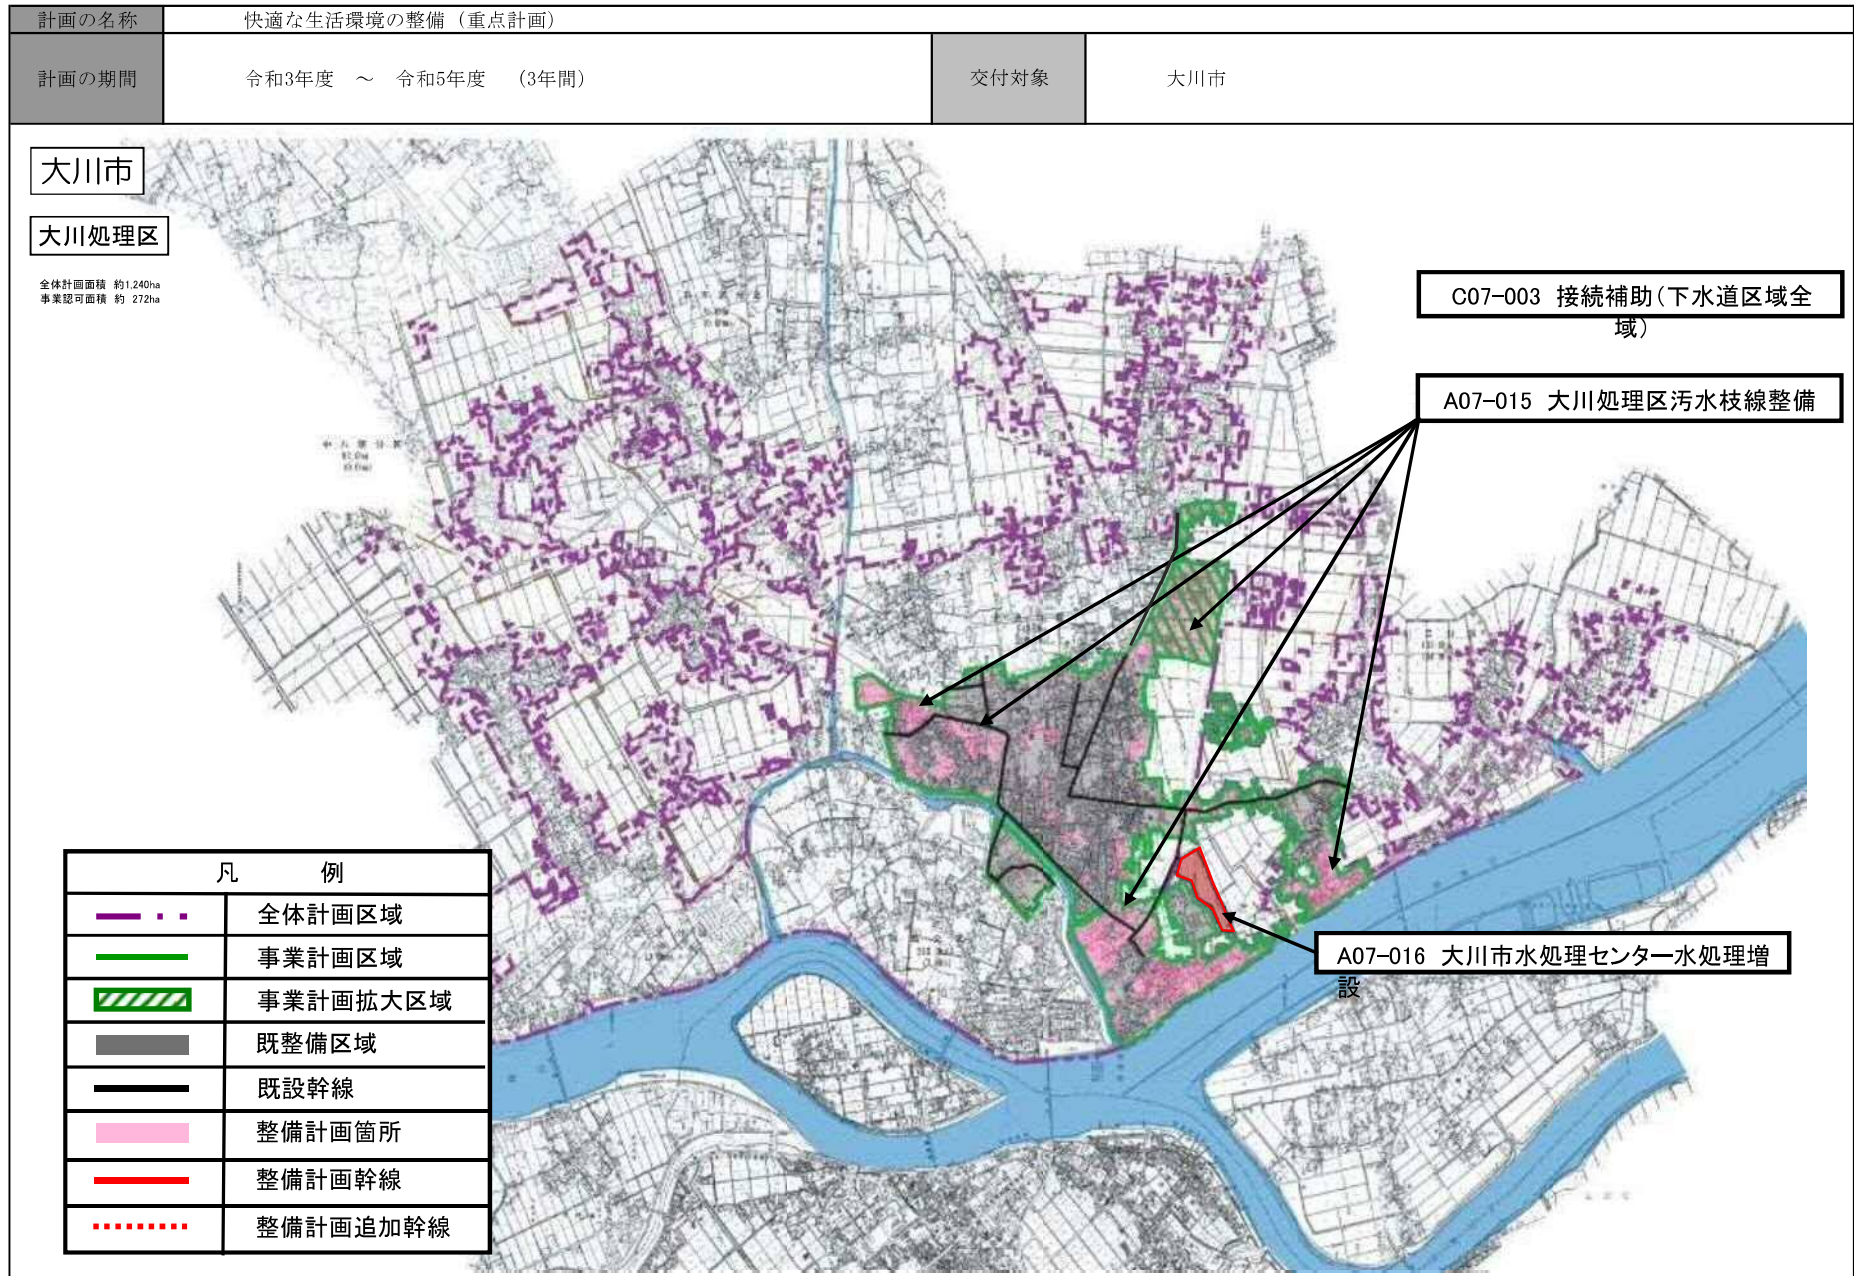 計画の名称 快適な生活環境の整備（重点計画）
計画の期間 令和3年度 ～ 令和5年度 （3年間） 交付対象 大川市
大川市
大川処理区
全体計画面積 約1,240ha
事業認可面積 約 272ha
C07-003 接続補助（下水道区域全
域）
A07-015 大川処理区汚水枝線整備
A07-016 大川市水処理センター水処理増
設
凡 例
全体計画区域
事業計画区域
事業計画拡大区域
既整備区域
既設幹線
整備計画箇所
整備計画幹線
整備計画追加幹線